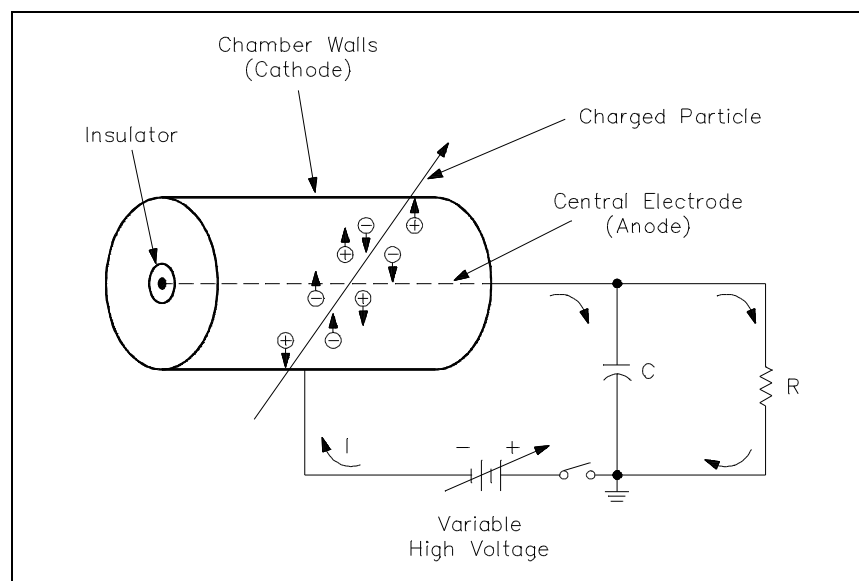 Chamber Walls
(Cathode)
Insulator
Charged Particle
Central Electrode
(Anode)
C
R
I
− +
Variable
High Voltage